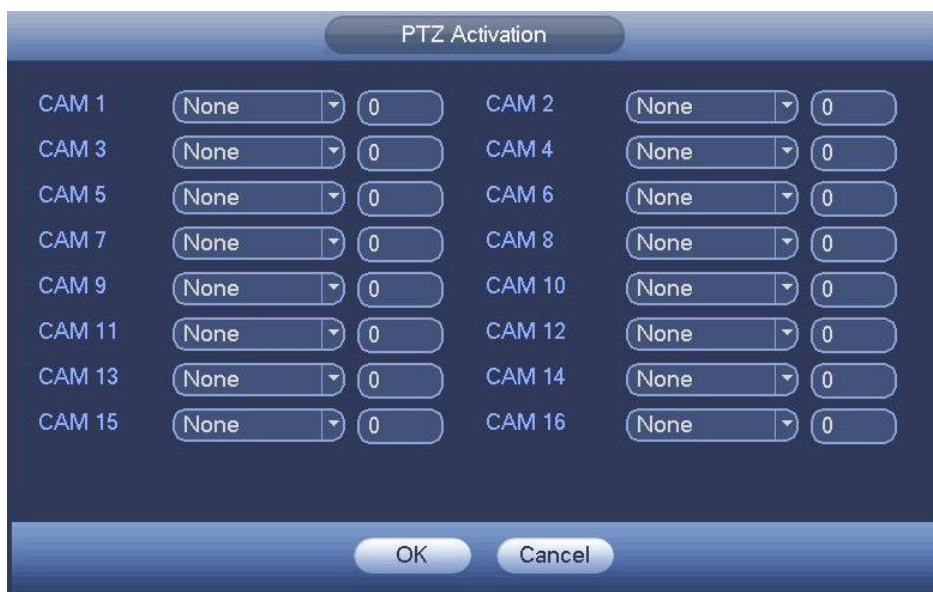 PTZ Activation
CAM 1 None 0 CAM 2 None 0
CAM 3 None 0 CAM 4 None 0
CAM 5 None 0 CAM 6 None 0
CAM 7 None 0 CAM 8 None 0
CAM 9 None 0 CAM 10 None 0
CAM 11 None 0 CAM 12 None 0
CAM 13 None 0 CAM 14 None 0
CAM 15 None 0 CAM 16 None 0
OK Cancel